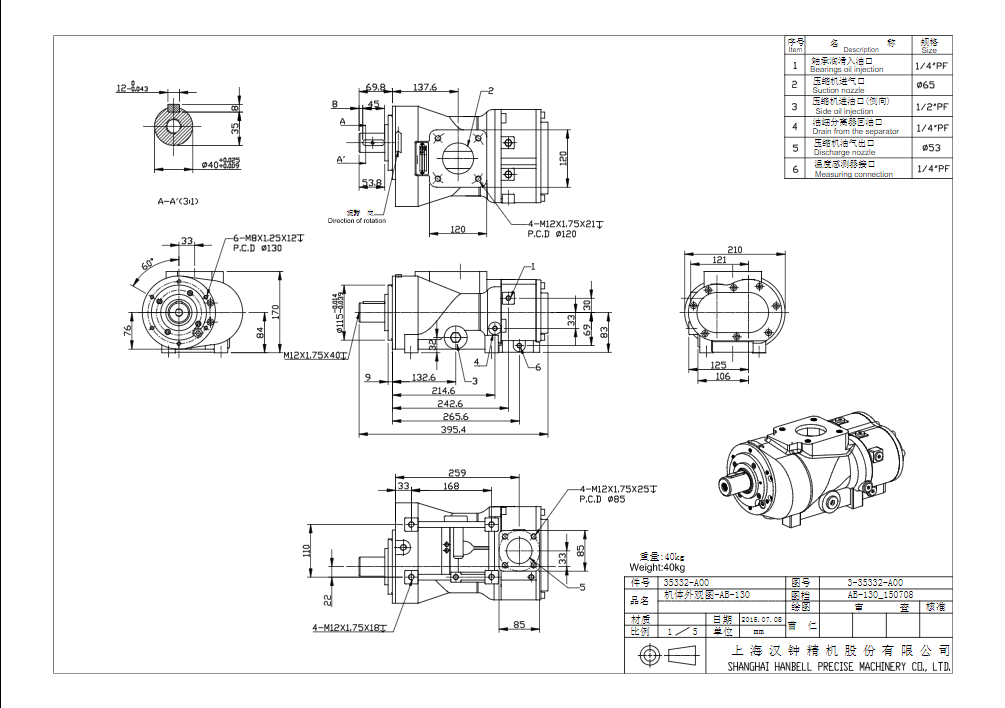 序号 名 称 规格
Item Description Size
1 轴承润滑入油口 1/4"PF
Bearings oil injection
2 压缩机进气口 Ø65
Suction nozzle
3 压缩机进油口(侧向) 1/2"PF
Side oil injection
4 油细分离器回油口 1/4"PF
Drain from the separator
5 压缩机油气出口 Ø53
Discharge nozzle
6 温度感测器接口 1/4"PF
Measuring connection
12-0.043
0
8
35
Ø40+0.025
+0.009
A-A'(3:1)
69.8
137.6
2
8
45
A
A'
53.8
120
Direction of rotation
120
4-M12X1.75X21
P.C.D Ø120
33
6-M8X1.25X12
P.C.D Ø130
60°
76
170
84
M12X1.75X40
Ø115-0.014
-0.039
1
30
33
69
83
32
4
6
3
9
132.6
214.6
242.6
265.6
395.4
210
121
125
106
259
33
168
4-M12X1.75X25
P.C.D Ø85
110
22
33
85
5
85
4-M12X1.75X18
重量:40kg
Weight:40kg
件号 35332-A00 图号 3-35332-A00
品名 机体外观图-AB-130 图档 AB-130_150708
绘图 审 查 核准
材质 日期 2015.07.08
比例 1/5 单位 mm
上海汉钟精机股份有限公司
SHANGHAI HANBELL PRECISE MACHINERY CO., LTD.